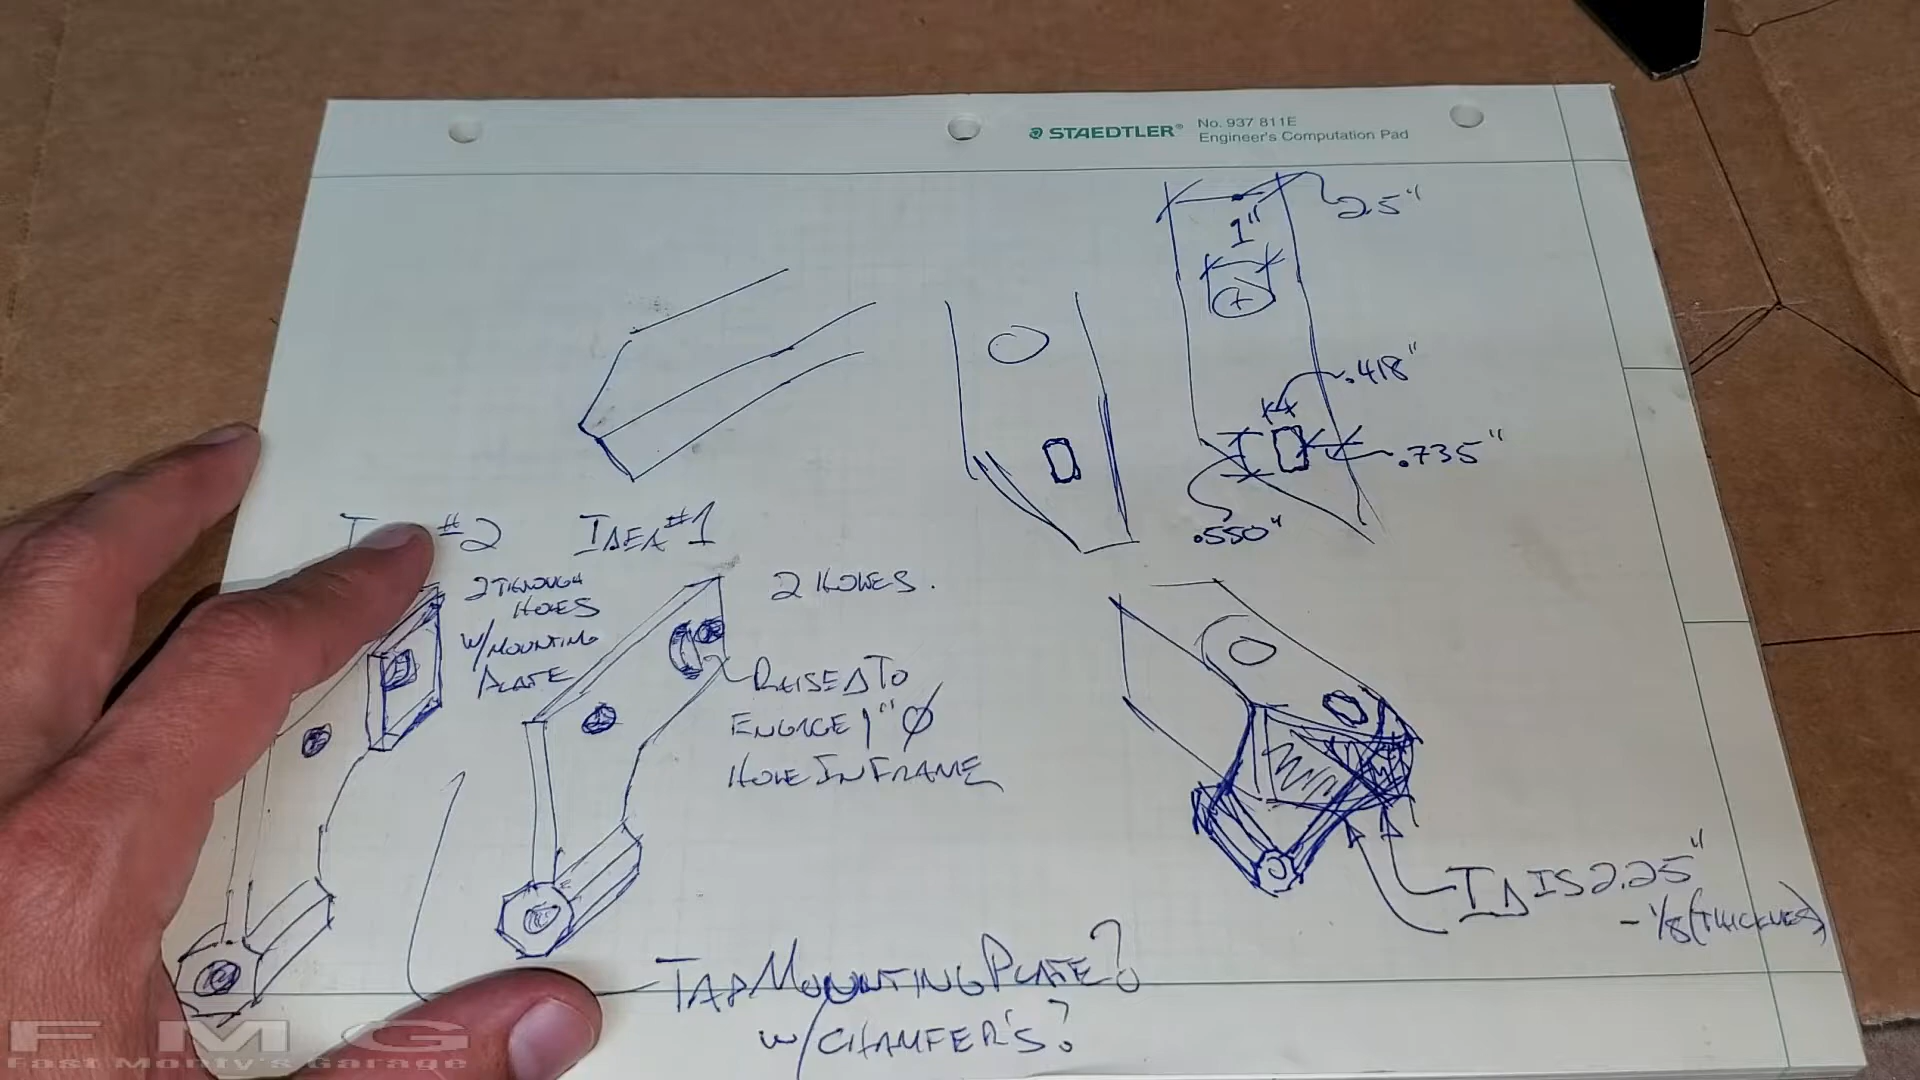 STAEDTLER®
No. 937 811E
Engineer's Computation Pad
2.5"
1"
.418"
.735"
.550"
#2
IDEA #1
2 THROUGH
HOLES
W/MOUNTING
PLATE
2 HOLES.
RAISED TO
ENGAGE 1" Ø
HOLE IN FRAME
ID IS 2.25"
- 1/8 (THICKNESS)
TAP MOUNTING PLATE?
W/CHAMFER'S?
FMG
Fast Monty's Garage